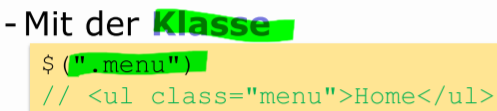 - Mit der Klasse
$(".menu")
// <ul class="menu">Home</ul>